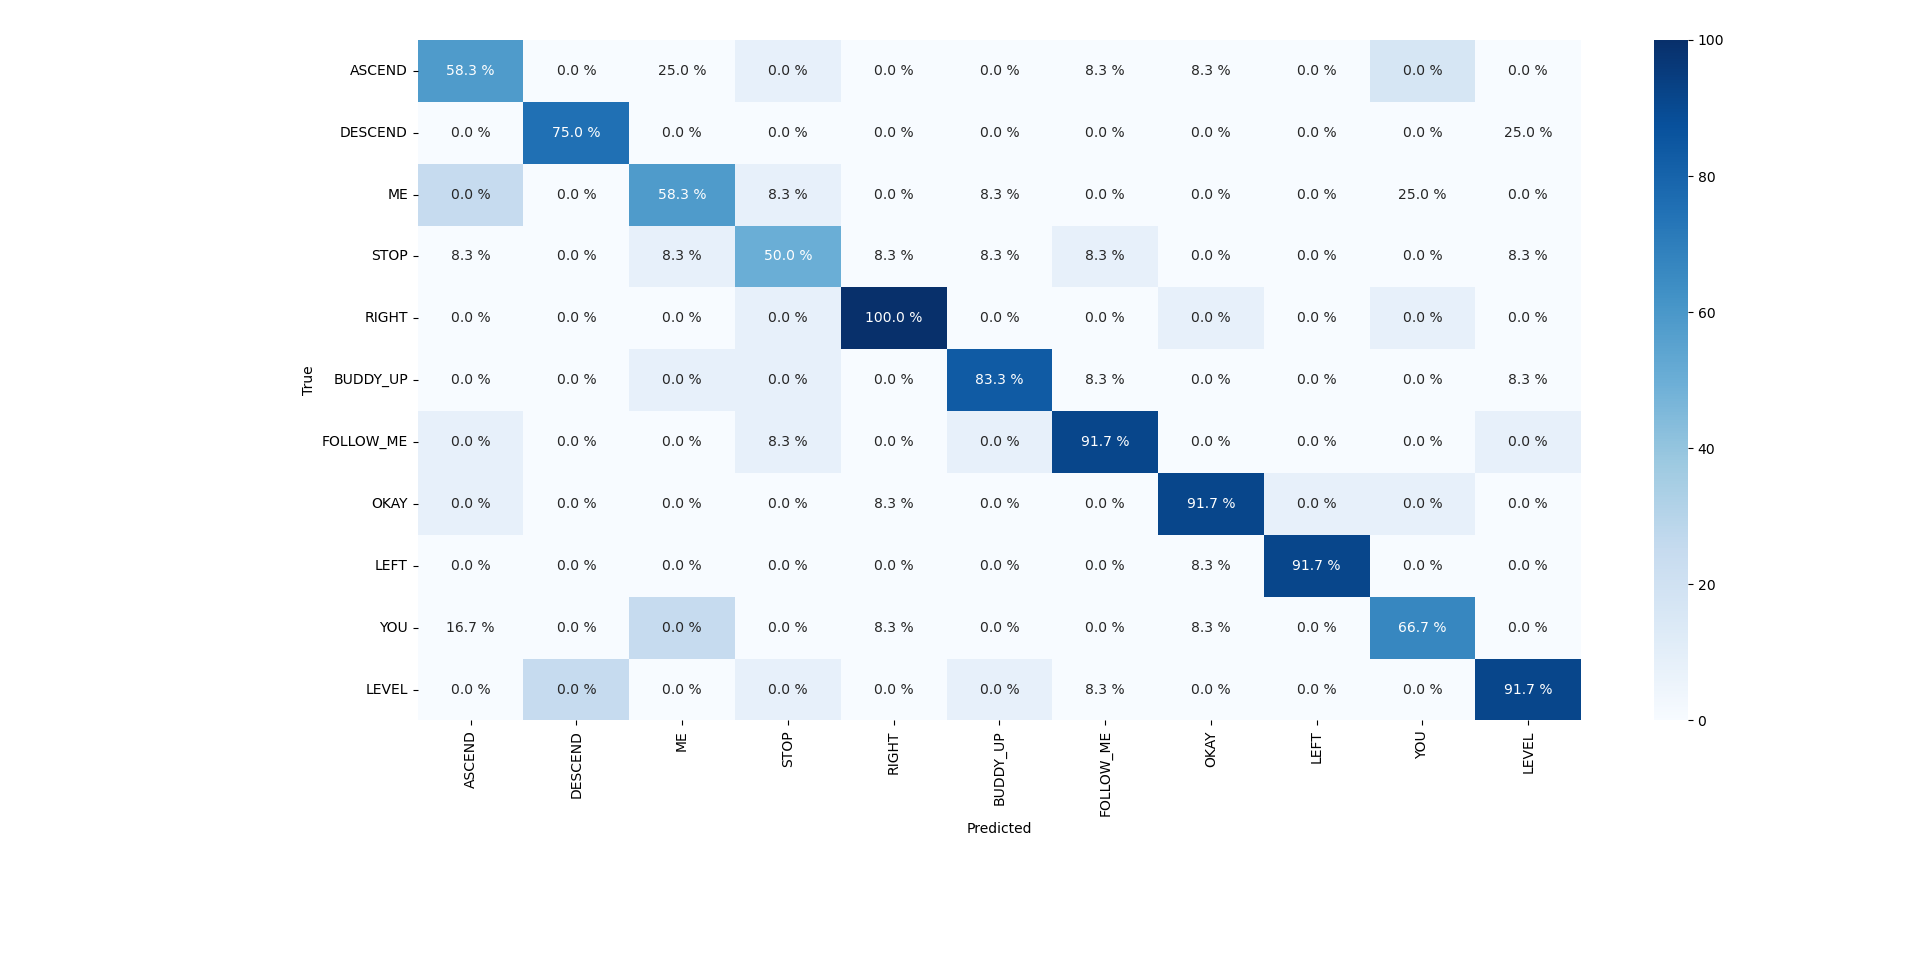 ASCEND 58.3 % 0.0 % 25.0 % 0.0 % 0.0 % 0.0 % 8.3 % 8.3 % 0.0 % 0.0 % 0.0 %
DESCEND 0.0 % 75.0 % 0.0 % 0.0 % 0.0 % 0.0 % 0.0 % 0.0 % 0.0 % 0.0 % 25.0 %
ME 0.0 % 0.0 % 58.3 % 8.3 % 0.0 % 8.3 % 0.0 % 0.0 % 0.0 % 25.0 % 0.0 %
STOP 8.3 % 0.0 % 8.3 % 50.0 % 8.3 % 8.3 % 8.3 % 0.0 % 0.0 % 0.0 % 8.3 %
RIGHT 0.0 % 0.0 % 0.0 % 0.0 % 100.0 % 0.0 % 0.0 % 0.0 % 0.0 % 0.0 % 0.0 %
BUDDY_UP 0.0 % 0.0 % 0.0 % 0.0 % 0.0 % 83.3 % 8.3 % 0.0 % 0.0 % 0.0 % 8.3 %
FOLLOW_ME 0.0 % 0.0 % 0.0 % 8.3 % 0.0 % 0.0 % 91.7 % 0.0 % 0.0 % 0.0 % 0.0 %
OKAY 0.0 % 0.0 % 0.0 % 0.0 % 8.3 % 0.0 % 0.0 % 91.7 % 0.0 % 0.0 % 0.0 %
LEFT 0.0 % 0.0 % 0.0 % 0.0 % 0.0 % 0.0 % 0.0 % 8.3 % 91.7 % 0.0 % 0.0 %
YOU 16.7 % 0.0 % 0.0 % 0.0 % 8.3 % 0.0 % 0.0 % 8.3 % 0.0 % 66.7 % 0.0 %
LEVEL 0.0 % 0.0 % 0.0 % 0.0 % 0.0 % 0.0 % 8.3 % 0.0 % 0.0 % 0.0 % 91.7 %
True
ASCEND DESCEND ME STOP RIGHT BUDDY_UP FOLLOW_ME OKAY LEFT YOU LEVEL
Predicted
100
80
60
40
20
0